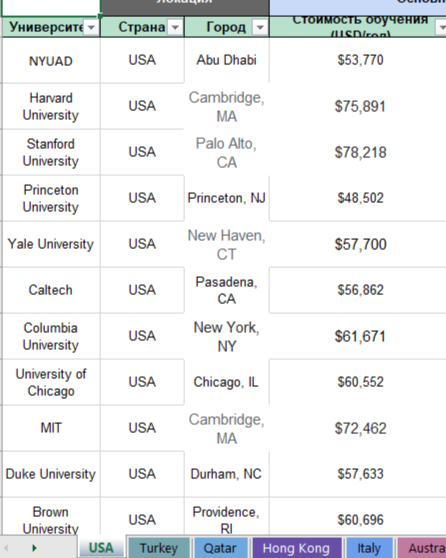 Локация
Основн
Университе
Страна
Город
Стоимость обучения
(USD/год)
NYUAD USA Abu Dhabi $53,770
Harvard
University USA Cambridge,
MA $75,891
Stanford
University USA Palo Alto,
CA $78,218
Princeton
University USA Princeton, NJ $48,502
Yale University USA New Haven,
CT $57,700
Caltech USA Pasadena,
CA $56,862
Columbia
University USA New York,
NY $61,671
University of
Chicago USA Chicago, IL $60,552
MIT USA Cambridge,
MA $72,462
Duke University USA Durham, NC $57,633
Brown
University USA Providence,
RI $60,696
USA Turkey Qatar Hong Kong Italy Austra